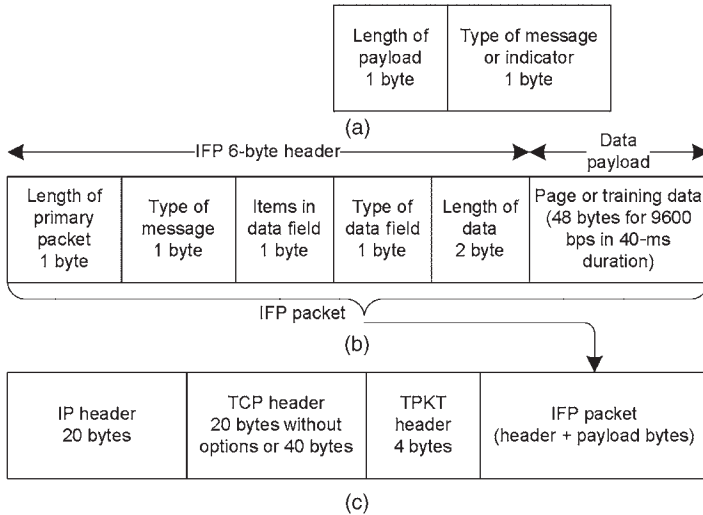 Length of
payload
1 byte
Type of message
or indicator
1 byte
(a)
IFP 6-byte header
Data
payload
Length of
primary
packet
1 byte
Type of
message
1 byte
Items in
data field
1 byte
Type of
data field
1 byte
Length of
data
2 byte
Page or training data
(48 bytes for 9600
bps in 40-ms
duration)
IFP packet
(b)
IP header
20 bytes
TCP header
20 bytes without
options or 40 bytes
TPKT
header
4 bytes
IFP packet
(header + payload bytes)
(c)